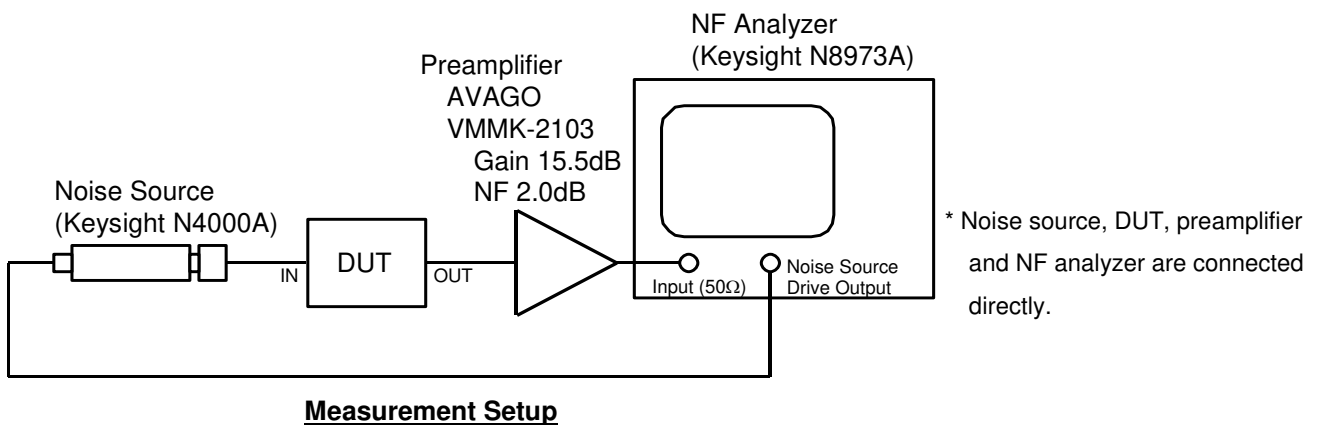 NF Analyzer
(Keysight N8973A)
Preamplifier
AVAGO
VMMK-2103
Gain 15.5dB
NF 2.0dB
Noise Source
(Keysight N4000A)
IN
DUT
OUT
Input (50Ω)
Noise Source
Drive Output
* Noise source, DUT, preamplifier
and NF analyzer are connected
directly.
Measurement Setup